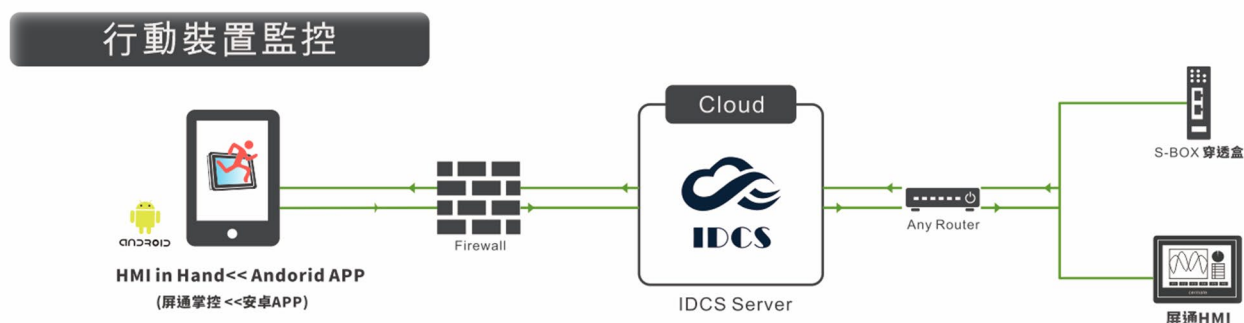 行動裝置監控
Cloud
IDCS
IDCS Server
Firewall
Any Router
S-BOX 穿透盒
屏通HMI
ANDROID
HMI in Hand<< Andorid APP
(屏通掌控 <<安卓APP)